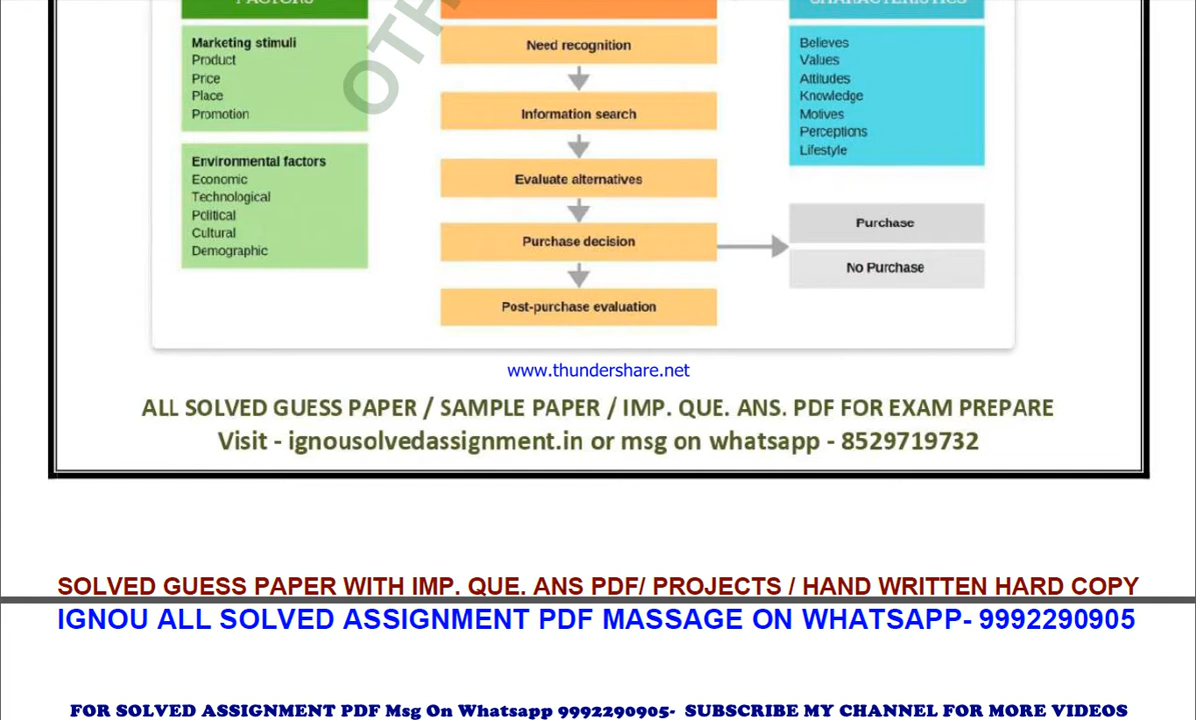 FACTORS
CHARACTERISTICS
Marketing stimuli
Product
Price
Place
Promotion
Environmental factors
Economic
Technological
Political
Cultural
Demographic
Need recognition
Information search
Evaluate alternatives
Purchase decision
Post-purchase evaluation
Believes
Values
Attitudes
Knowledge
Motives
Perceptions
Lifestyle
Purchase
No Purchase
OTH
www.thundershare.net
ALL SOLVED GUESS PAPER / SAMPLE PAPER / IMP. QUE. ANS. PDF FOR EXAM PREPARE
Visit - ignousolvedassignment.in or msg on whatsapp - 8529719732
SOLVED GUESS PAPER WITH IMP. QUE. ANS PDF/ PROJECTS / HAND WRITTEN HARD COPY
IGNOU ALL SOLVED ASSIGNMENT PDF MASSAGE ON WHATSAPP- 9992290905
FOR SOLVED ASSIGNMENT PDF Msg On Whatsapp 9992290905- SUBSCRIBE MY CHANNEL FOR MORE VIDEOS